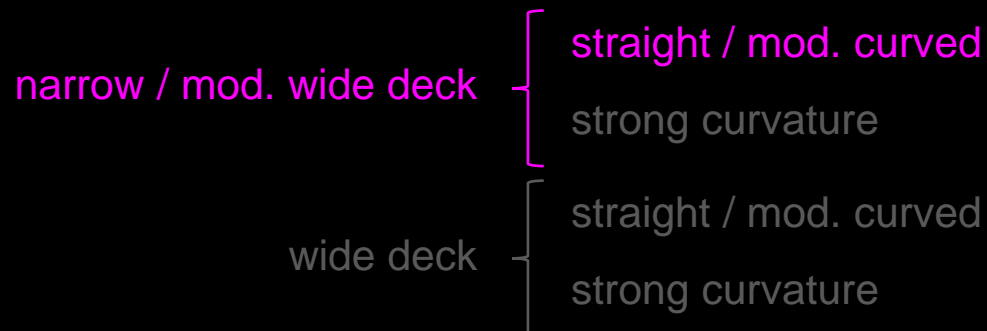 straight / mod. curved
narrow / mod. wide deck
strong curvature
straight / mod. curved
wide deck
strong curvature